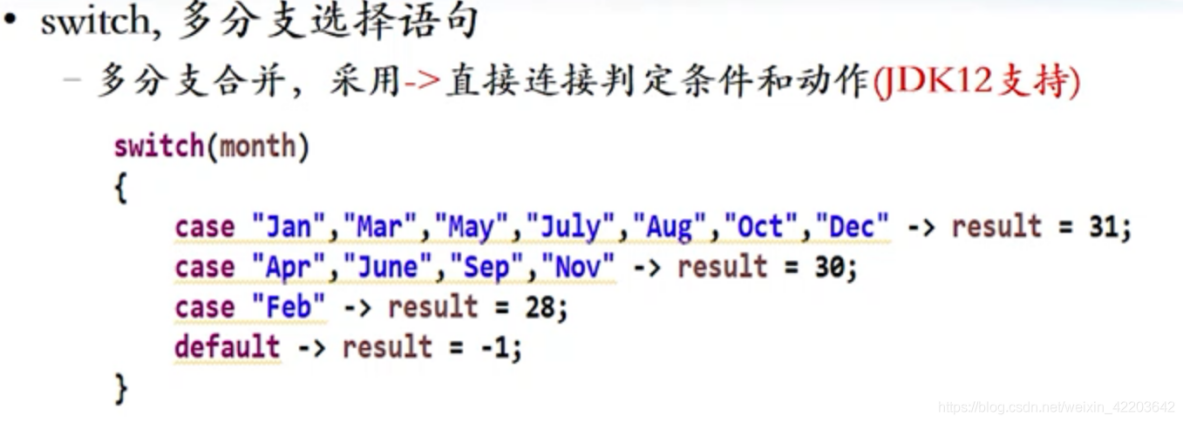 • switch, 多分支选择语句
– 多分支合并，采用->直接连接判定条件和动作(JDK12支持)
switch(month)
{
case "Jan","Mar","May","July","Aug","Oct","Dec" -> result = 31;
case "Apr","June","Sep","Nov" -> result = 30;
case "Feb" -> result = 28;
default -> result = -1;
}
https://blog.csdn.net/weixin_42203642